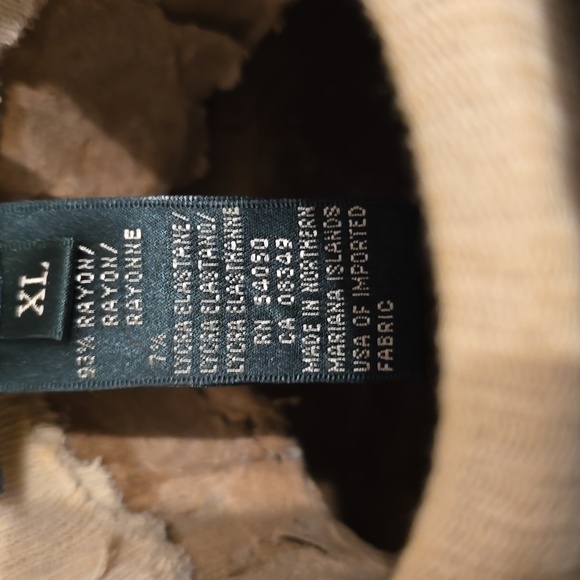 XL
93% RAYON/
RAYON/
RAYONNE
7%
LYCRA ELASTANE/
LYCRA ELASTANN/
LYCRA ELASTHANNE
RN 54050
CA 08349
MADE IN NORTHERN
MARIANA ISLANDS
USA OF IMPORTED
FABRIC